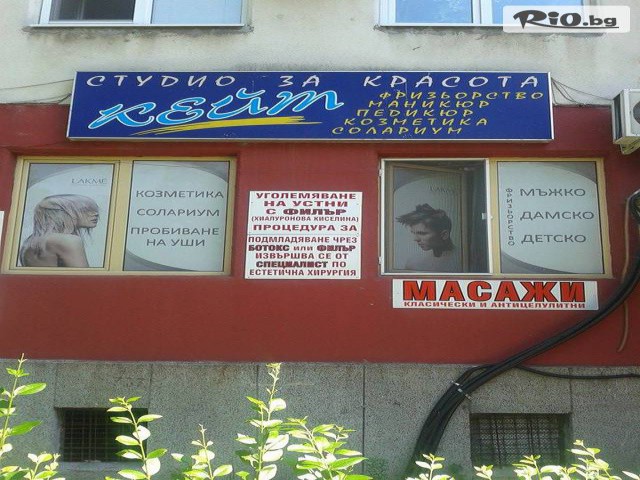 RiO.bg
СТУДИО ЗА КРАСОТА
КЕЙТ
ФРИЗЬОРСТВО
МАНИКЮР
ПЕДИКЮР
КОЗМЕТИКА
СОЛАРИУМ
LAKMÉ
КОЗМЕТИКА
СОЛАРИУМ
ПРОБИВАНЕ
НА УШИ
УГОЛЕМЯВАНЕ
НА УСТНИ
С ФИЛЪР
(ХИАЛУРОНОВА КИСЕЛИНА)
ПРОЦЕДУРА ЗА
ПОДМЛАДЯВАНЕ ЧРЕЗ
БОТОКС или ФИЛЪР
ИЗВЪРШВА СЕ ОТ
СПЕЦИАЛИСТ ПО
ЕСТЕТИЧНА ХИРУРГИЯ
LAKMÉ
ФРИЗЬОРСТВО
МЪЖКО
ДАМСКО
ДЕТСКО
МАСАЖИ
КЛАСИЧЕСКИ И АНТИЦЕЛУЛИТНИ